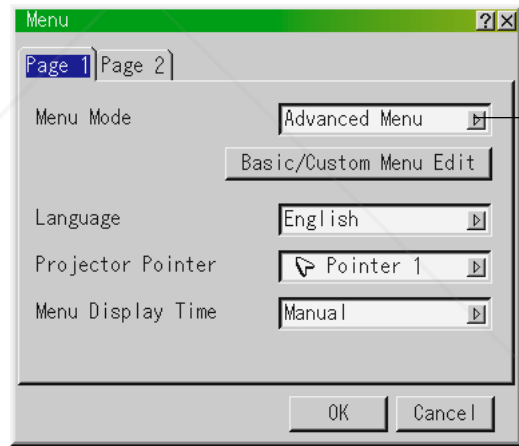 Menu ?
Page 1 Page 2
Menu Mode Advanced Menu
Basic/Custom Menu Edit
Language English
Projector Pointer Pointer 1
Menu Display Time Manual
OK Cancel